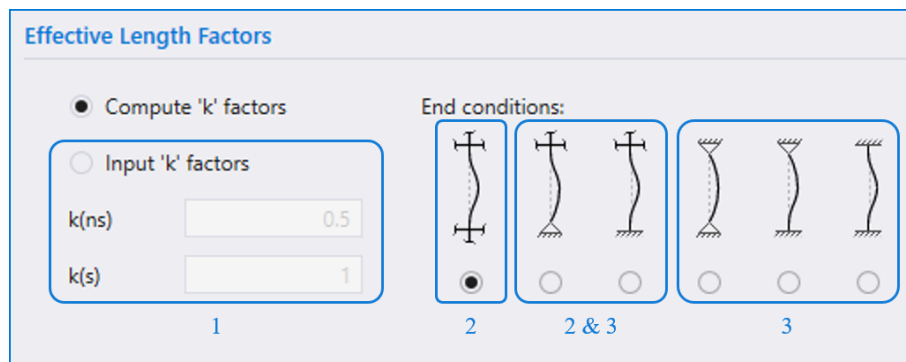 Effective Length Factors
Compute 'k' factors
End conditions:
Input 'k' factors
k(ns)
0.5
k(s)
1
1
2
2 & 3
3